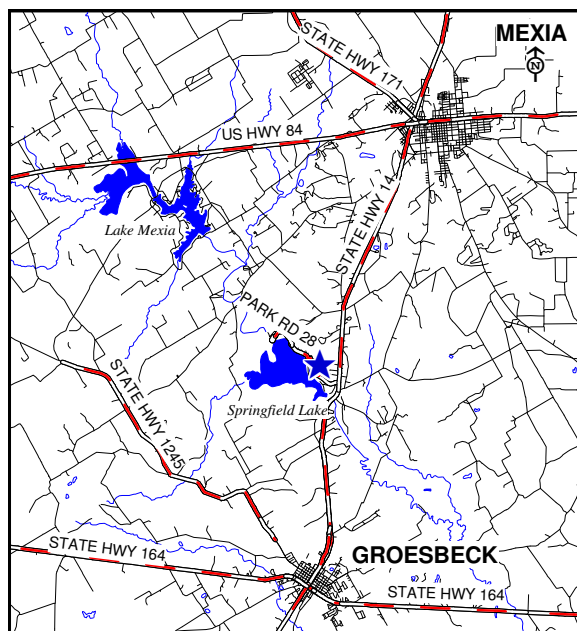 MEXIA
N
STATE HWY 171
US HWY 84
STATE HWY 14
Lake Mexia
PARK RD 28
Springfield Lake
STATE HWY 1245
STATE HWY 164
GROESBECK
STATE HWY 164